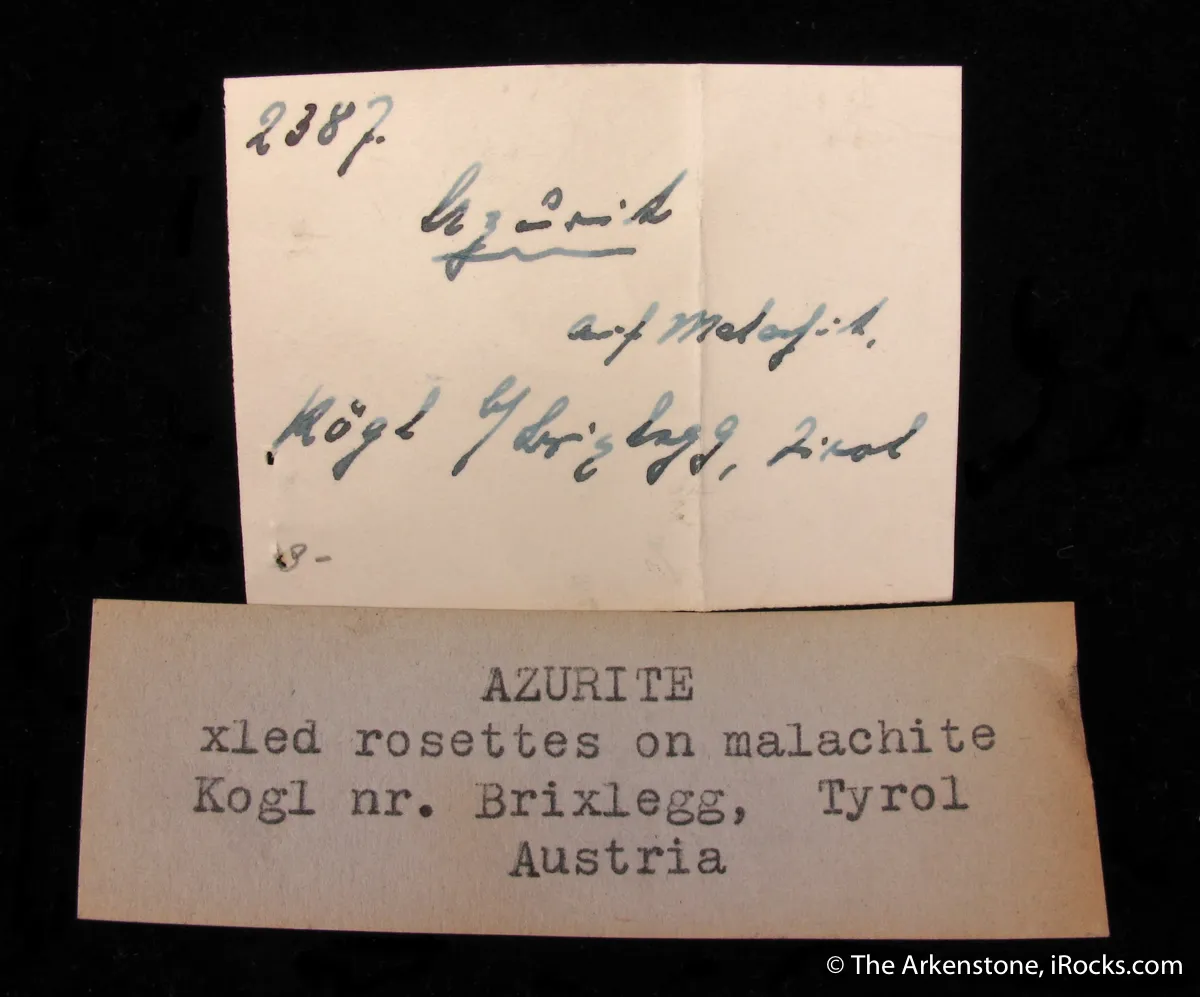 2387.
Azurit
auf Malachit,
Kögl b/ Brixlegg, Tirol
8-
AZURITE
xled rosettes on malachite
Kogl nr. Brixlegg, Tyrol
Austria
© The Arkenstone, iRocks.com